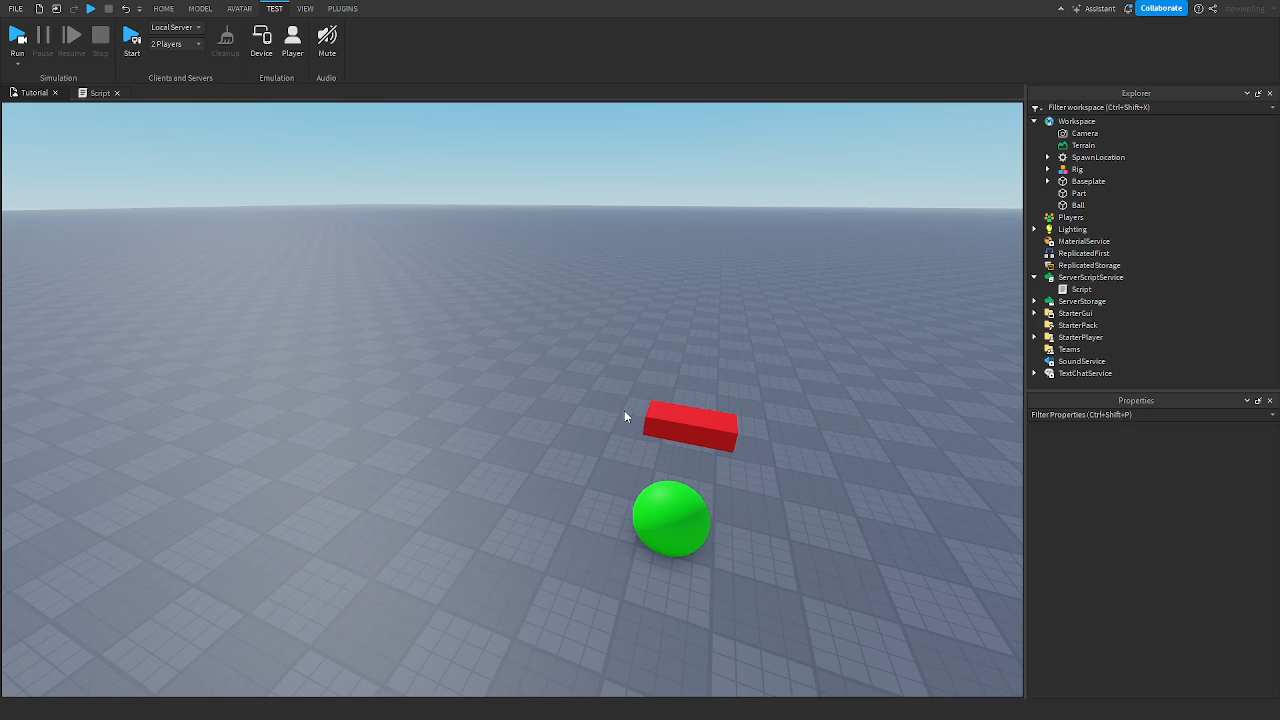 FILE HOME MODEL AVATAR TEST VIEW PLUGINS Assistant Collaborate
Run Pause Resume Stop Start Local Server 2 Players Cleanup Device Player Mute
Simulation Clients and Servers Emulation Audio
Tutorial Script
Explorer
Filter workspace (Ctrl+Shift+X)
Workspace
Camera
Terrain
SpawnLocation
Rig
Baseplate
Part
Ball
Players
Lighting
MaterialService
ReplicatedFirst
ReplicatedStorage
ServerScriptService
Script
ServerStorage
StarterGui
StarterPack
StarterPlayer
Teams
SoundService
TextChatService
Properties
Filter Properties (Ctrl+Shift+P)